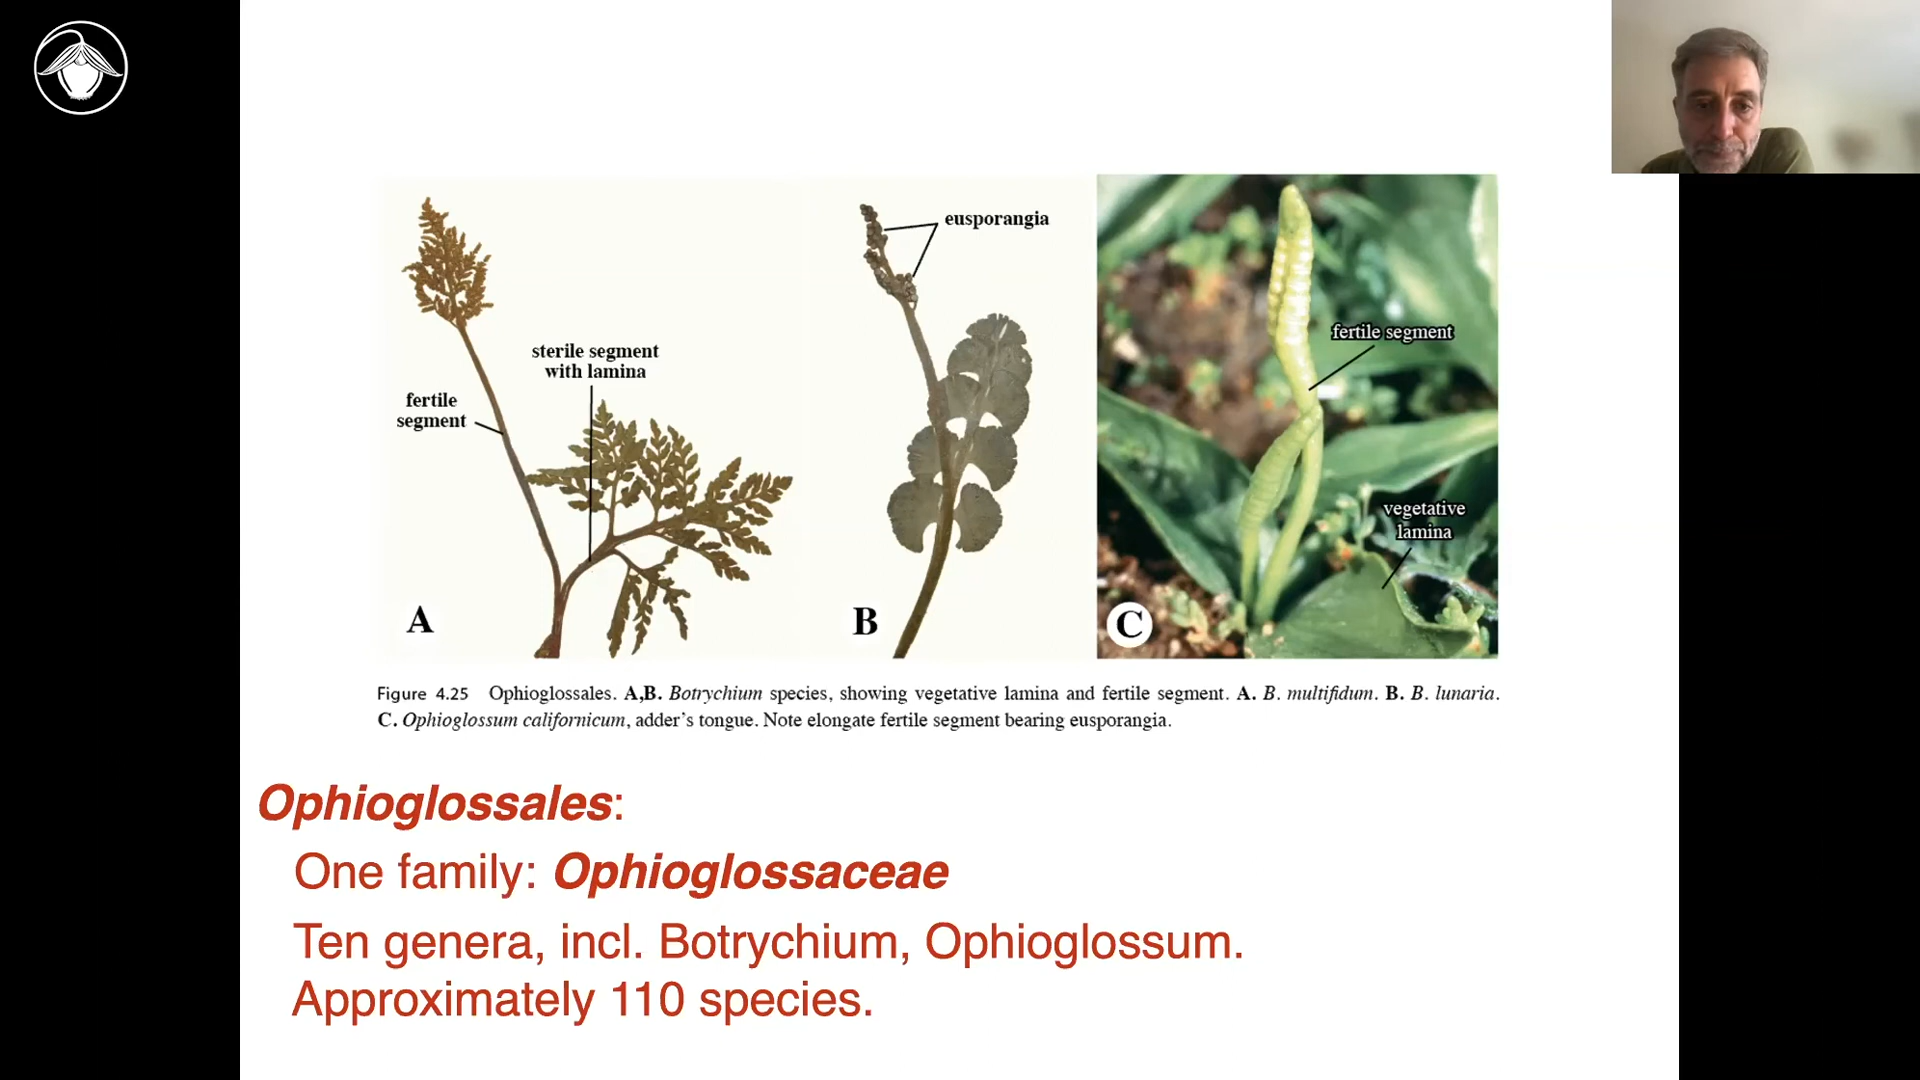 eusporangia
sterile segment
with lamina
fertile
segment
fertile segment
vegetative
lamina
A
B
C
Figure 4.25 Ophioglossales. A,B. Botrychium species, showing vegetative lamina and fertile segment. A. B. multifidum. B. B. lunaria.
C. Ophioglossum californicum, adder’s tongue. Note elongate fertile segment bearing eusporangia.
Ophioglossales:
One family: Ophioglossaceae
Ten genera, incl. Botrychium, Ophioglossum.
Approximately 110 species.